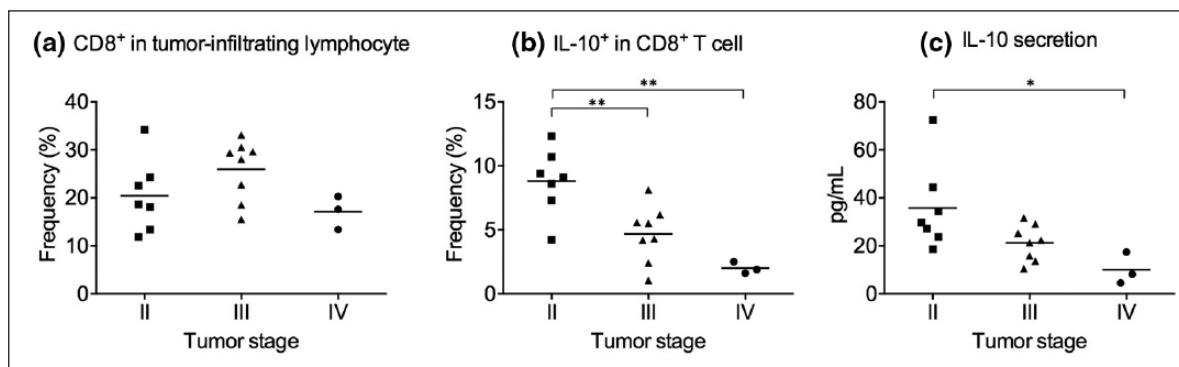 (a) CD8⁺ in tumor-infiltrating lymphocyte
40
30
20
10
0
Frequency (%)
II III IV
Tumor stage
(b) IL-10⁺ in CD8⁺ T cell
**
**
15
10
5
0
Frequency (%)
II III IV
Tumor stage
(c) IL-10 secretion
*
80
60
40
20
0
pg/mL
II III IV
Tumor stage